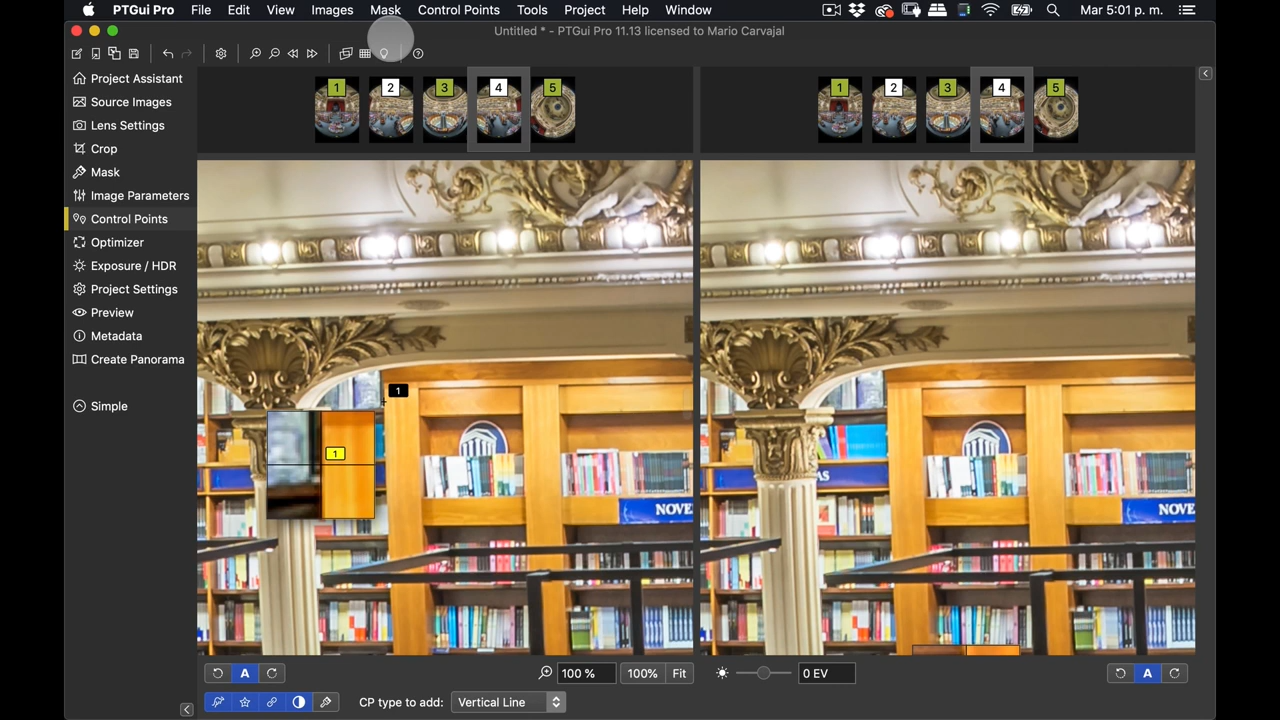 PTGui Pro File Edit View Images Mask Control Points Tools Project Help Window Mar 5:01 p. m.
Untitled * - PTGui Pro 11.13 licensed to Mario Carvajal
Project Assistant
Source Images
Lens Settings
Crop
Mask
Image Parameters
Control Points
Optimizer
Exposure / HDR
Project Settings
Preview
Metadata
Create Panorama
Simple
1 2 3 4 5
1 2 3 4 5
1
1
NOVE
AS
NOVE
A
100 %
100%
Fit
0 EV
A
CP type to add:
Vertical Line